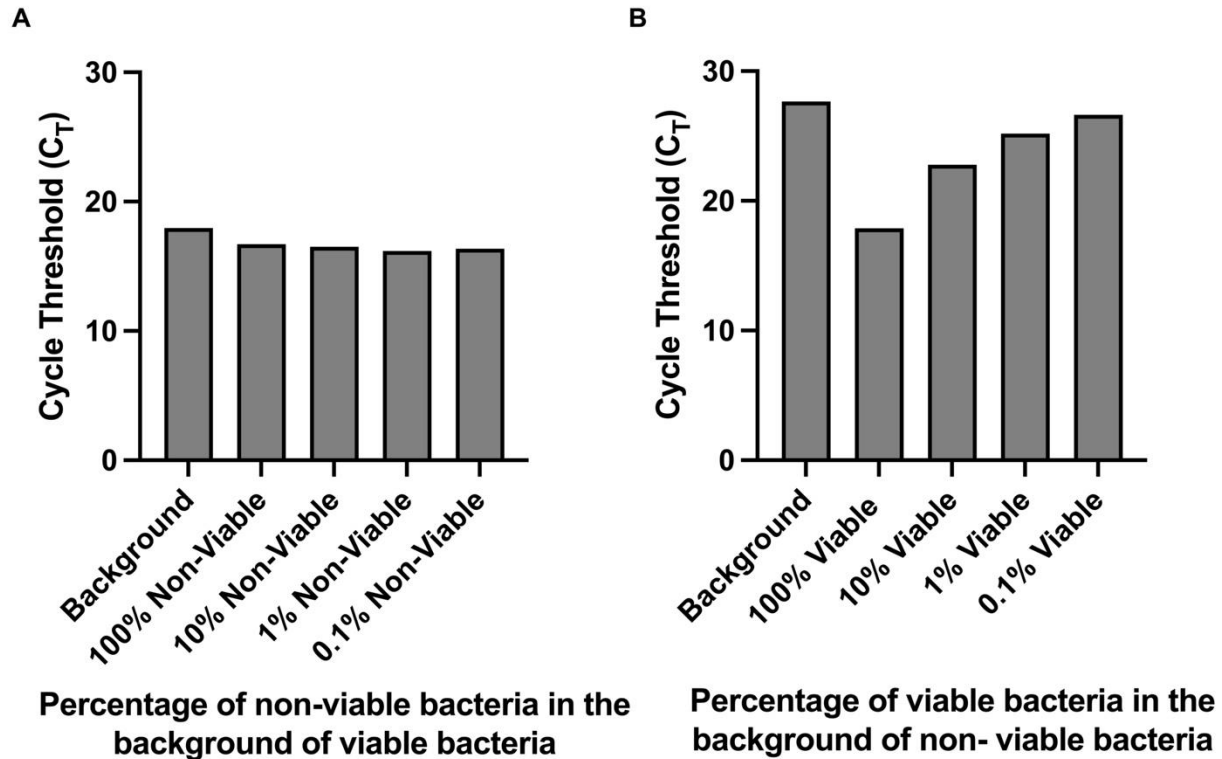 A
Cycle Threshold (CT)
30
20
10
0
Background
100% Non-Viable
10% Non-Viable
1% Non-Viable
0.1% Non-Viable
Percentage of non-viable bacteria in the
background of viable bacteria
B
Cycle Threshold (CT)
30
20
10
0
Background
100% Viable
10% Viable
1% Viable
0.1% Viable
Percentage of viable bacteria in the
background of non- viable bacteria